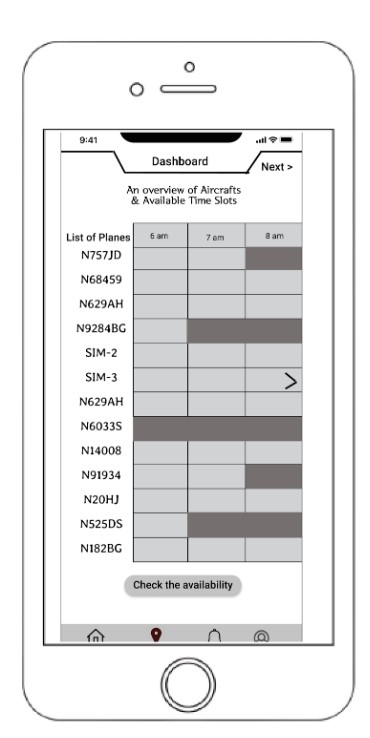 9:41
Dashboard
Next >
An overview of Aircrafts
& Available Time Slots
List of Planes 6 am 7 am 8 am
N757JD
N68459
N629AH
N9284BG
SIM-2
SIM-3
N629AH
N6033S
N14008
N91934
N20HJ
N525DS
N182BG
Check the availability